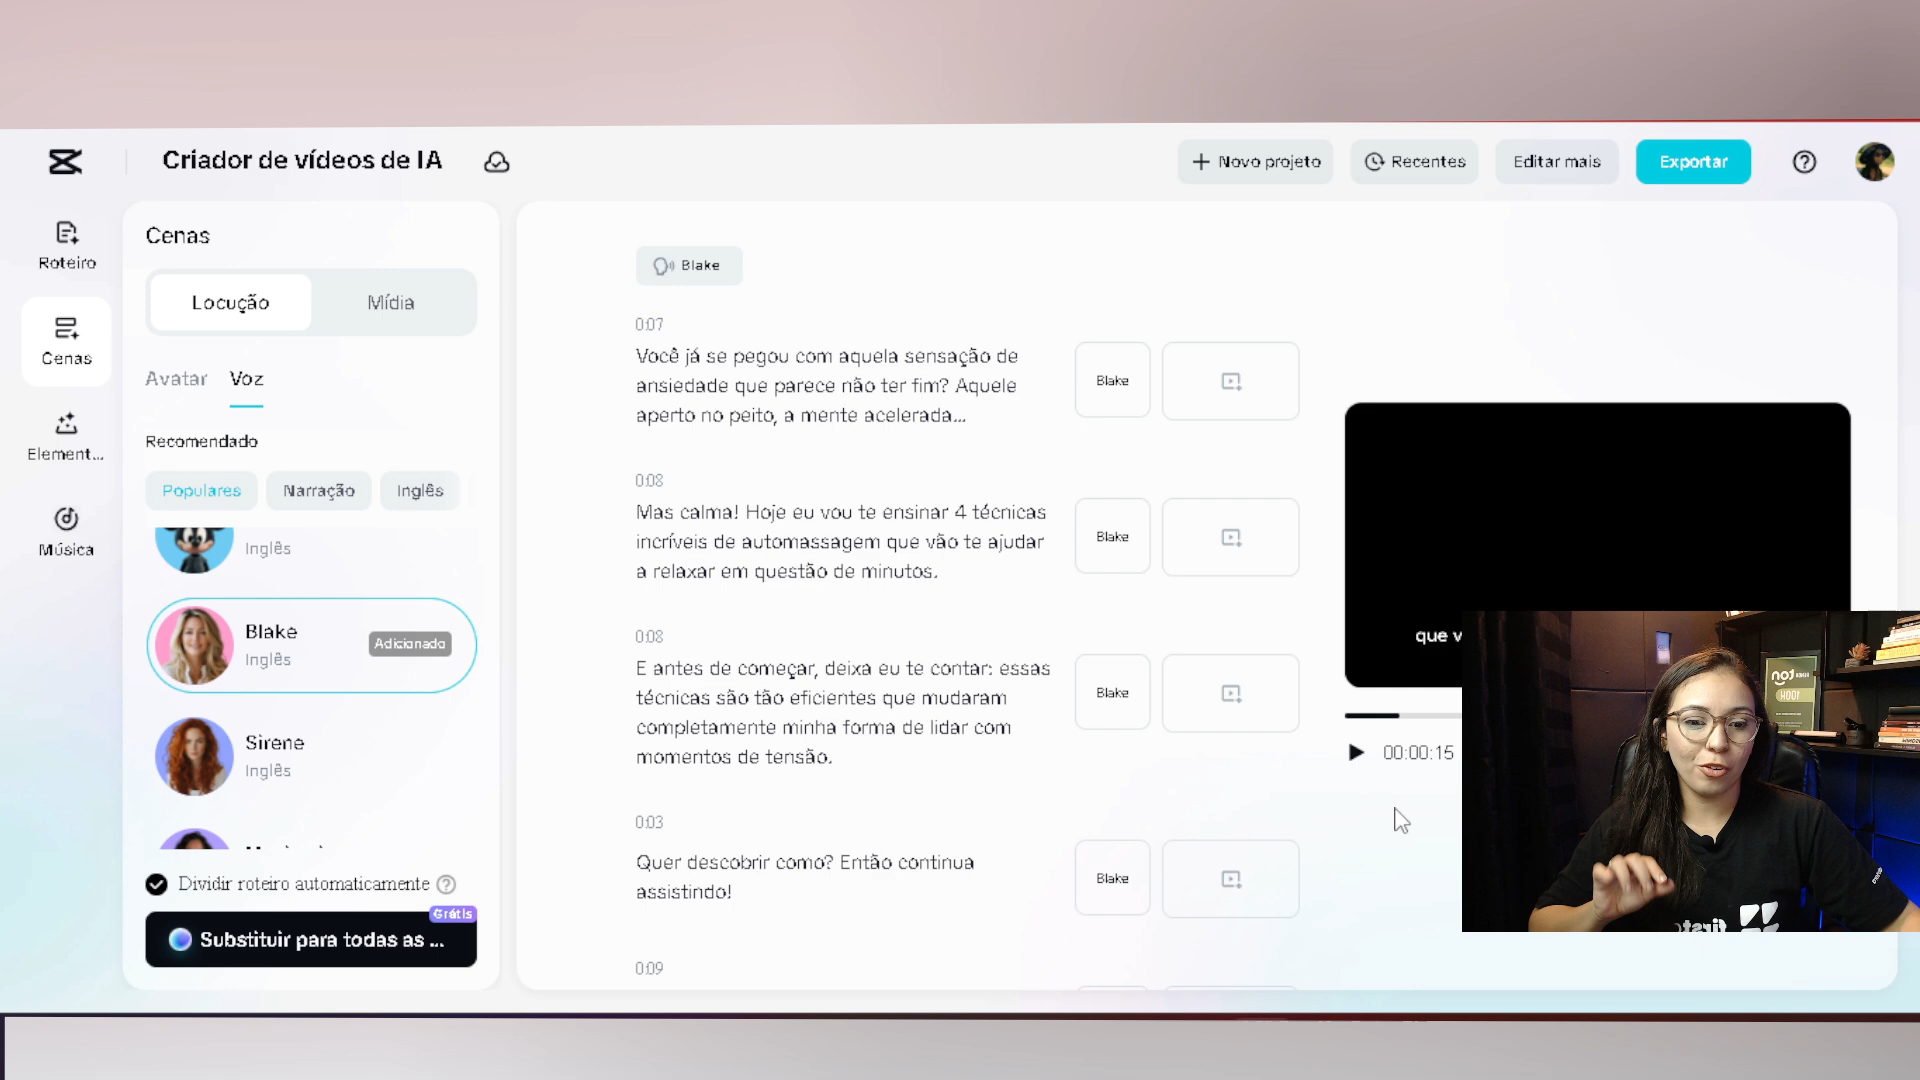 Criador de vídeos de IA
+ Novo projeto
Recentes
Editar mais
Exportar
Roteiro
Cenas
Element...
Música
Cenas
Locução
Mídia
Avatar
Voz
Recomendado
Populares
Narração
Inglês
Inglês
Blake
Inglês
Adicionado
Sirene
Inglês
Dividir roteiro automaticamente
Grátis
Substituir para todas as ...
Blake
0:07
Você já se pegou com aquela sensação de
ansiedade que parece não ter fim? Aquele
aperto no peito, a mente acelerada...
Blake
0:08
Mas calma! Hoje eu vou te ensinar 4 técnicas
incríveis de automassagem que vão te ajudar
a relaxar em questão de minutos.
Blake
0:08
E antes de começar, deixa eu te contar: essas
técnicas são tão eficientes que mudaram
completamente minha forma de lidar com
momentos de tensão.
Blake
0:03
Quer descobrir como? Então continua
assistindo!
Blake
0:09
que v
00:00:15